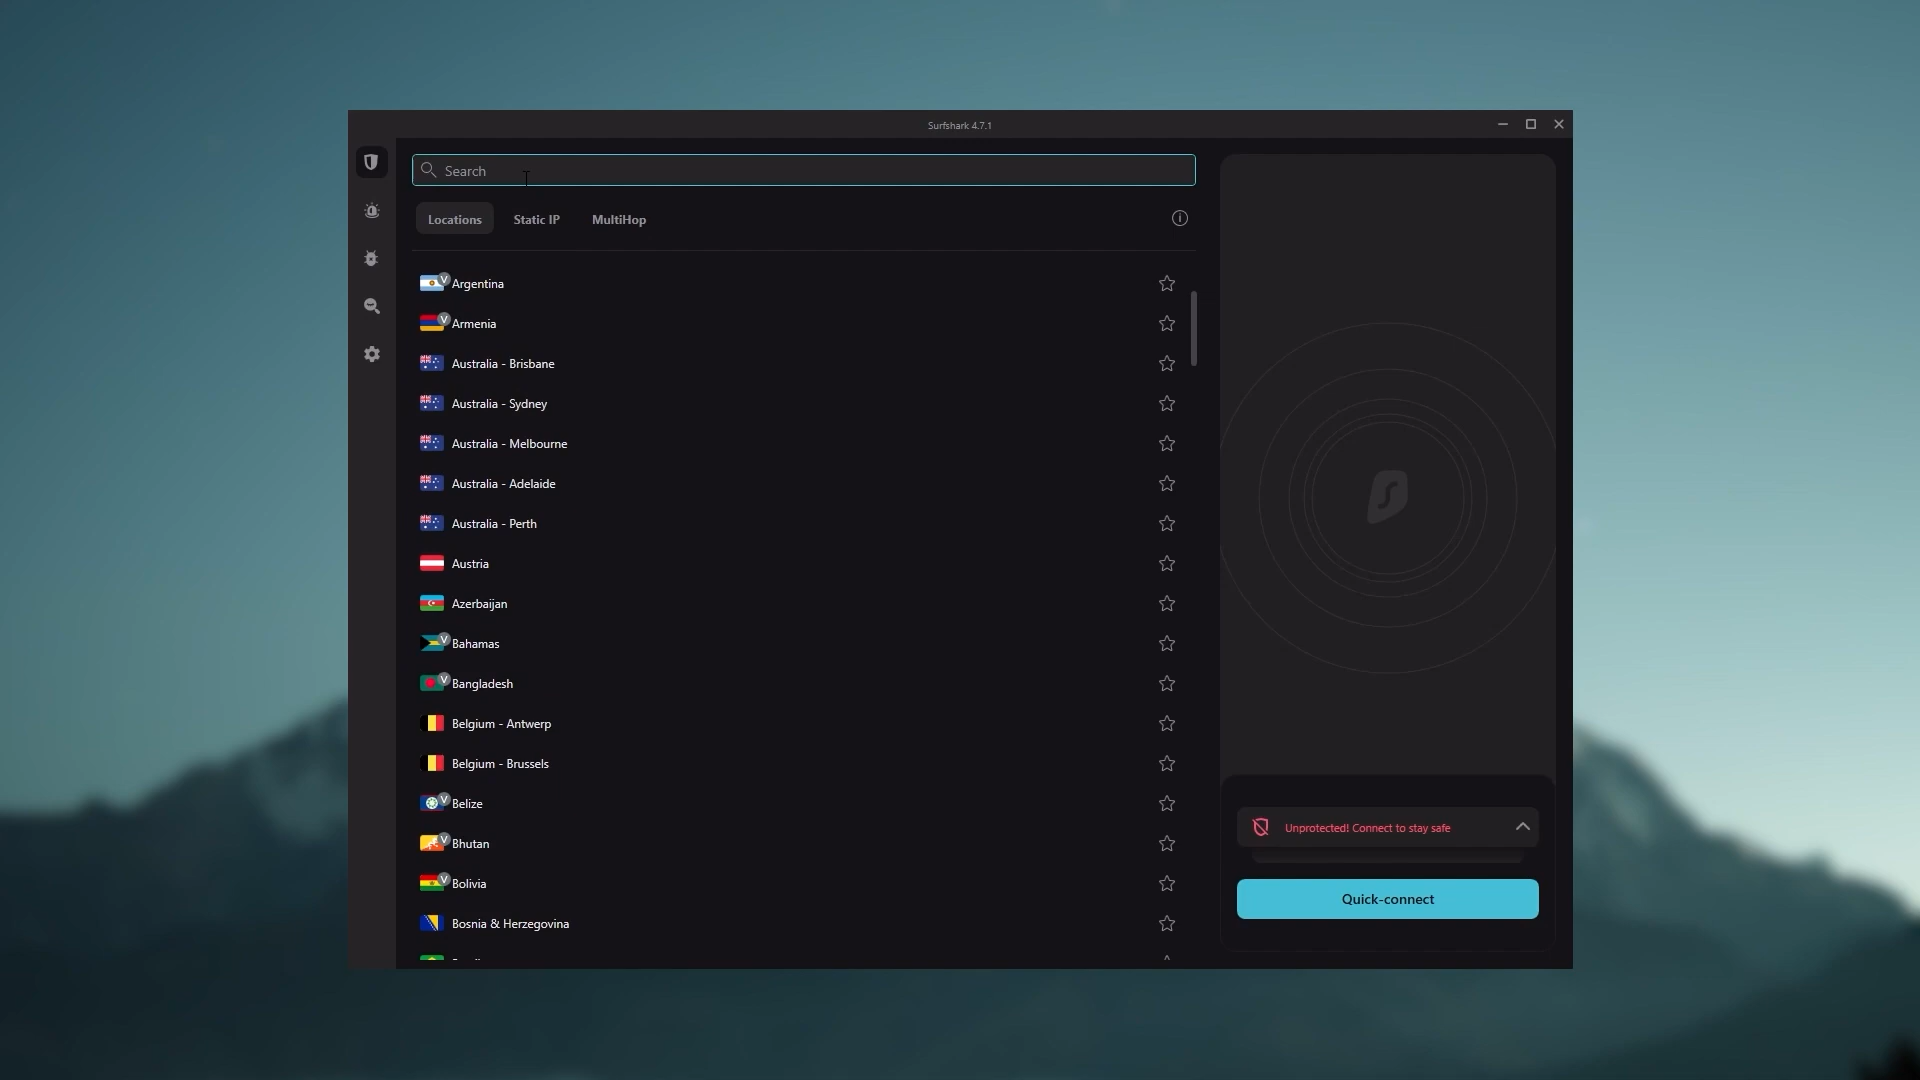 Surfshark 4.7.1
Search
Locations
Static IP
MultiHop
V Argentina
V Armenia
Australia - Brisbane
Australia - Sydney
Australia - Melbourne
Australia - Adelaide
Australia - Perth
Austria
Azerbaijan
V Bahamas
V Bangladesh
Belgium - Antwerp
Belgium - Brussels
V Belize
V Bhutan
V Bolivia
Bosnia & Herzegovina
Unprotected! Connect to stay safe
Quick-connect